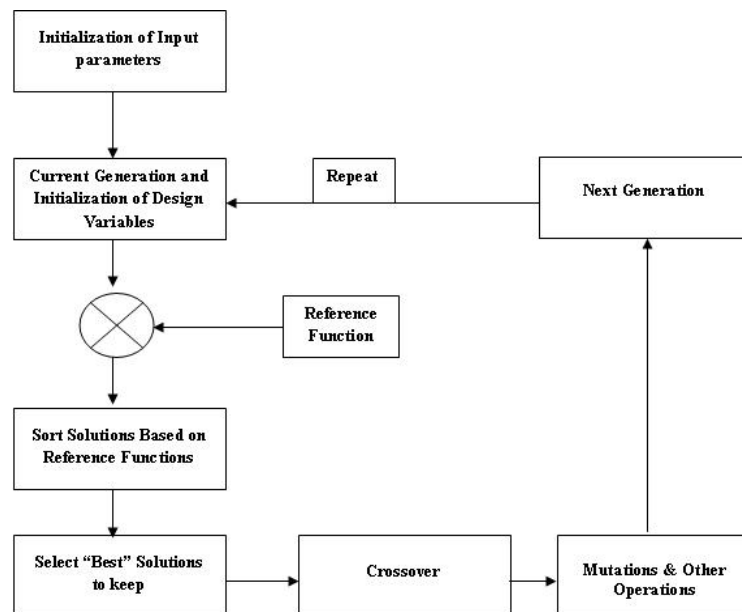 Initialization of Input
parameters
Current Generation and
Initialization of Design
Variables
Repeat
Next Generation
Reference
Function
Sort Solutions Based on
Reference Functions
Select “Best” Solutions
to keep
Crossover
Mutations & Other
Operations